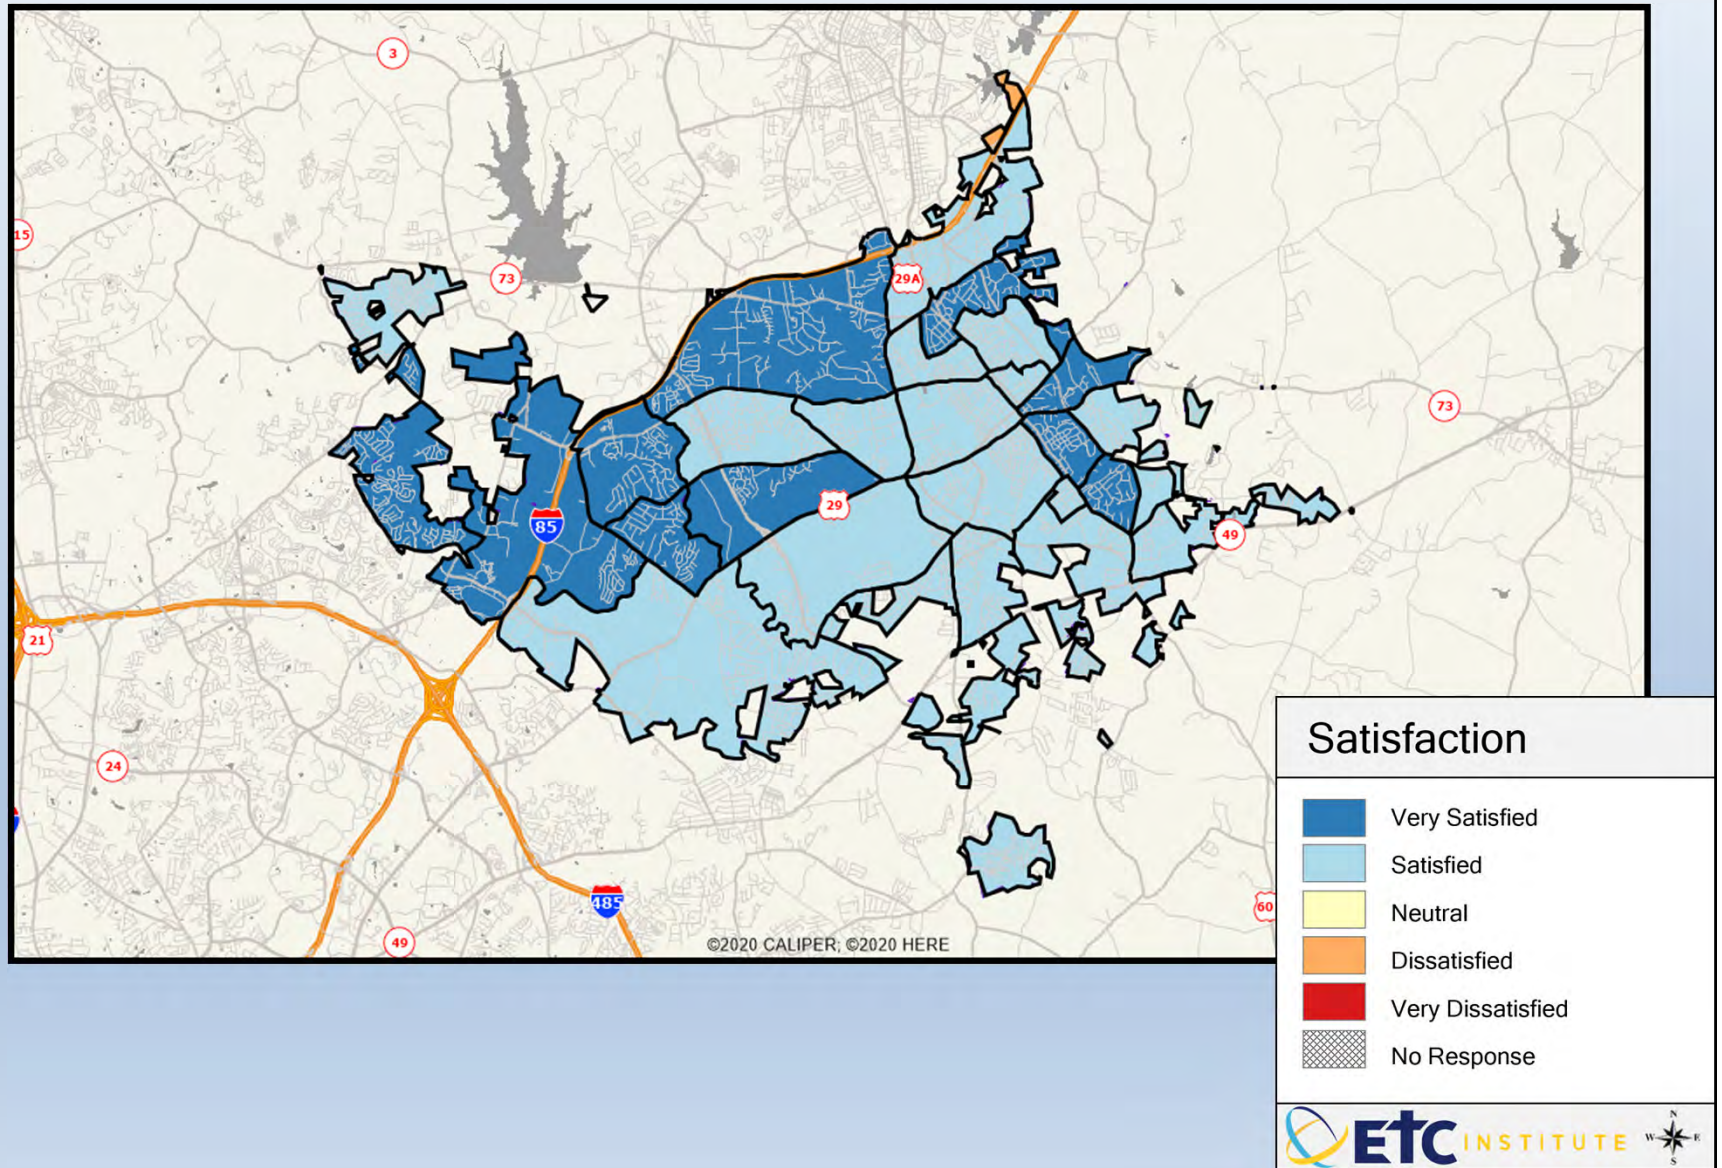 3
15
73
29A
73
29
85
49
21
24
485
60
49
©2020 CALIPER; ©2020 HERE
Satisfaction
Very Satisfied
Satisfied
Neutral
Dissatisfied
Very Dissatisfied
No Response
ETC INSTITUTE
N
W E
S